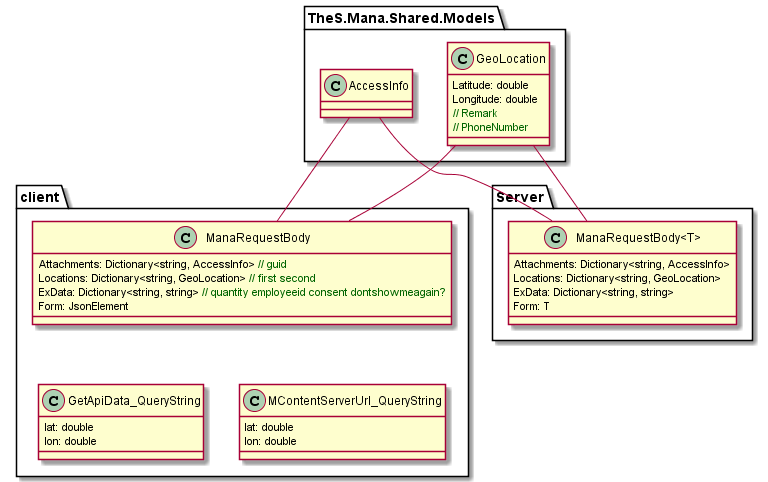 TheS.Mana.Shared.Models
C AccessInfo
C GeoLocation
Latitude: double
Longitude: double
// Remark
// PhoneNumber
client
C ManaRequestBody
Attachments: Dictionary<string, AccessInfo> // guid
Locations: Dictionary<string, GeoLocation> // first second
ExData: Dictionary<string, string> // quantity employeeid consent dontshowmeagain?
Form: JsonElement
Server
C ManaRequestBody<T>
Attachments: Dictionary<string, AccessInfo>
Locations: Dictionary<string, GeoLocation>
ExData: Dictionary<string, string>
Form: T
C GetApiData_QueryString
lat: double
lon: double
C MContentServerUrl_QueryString
lat: double
lon: double